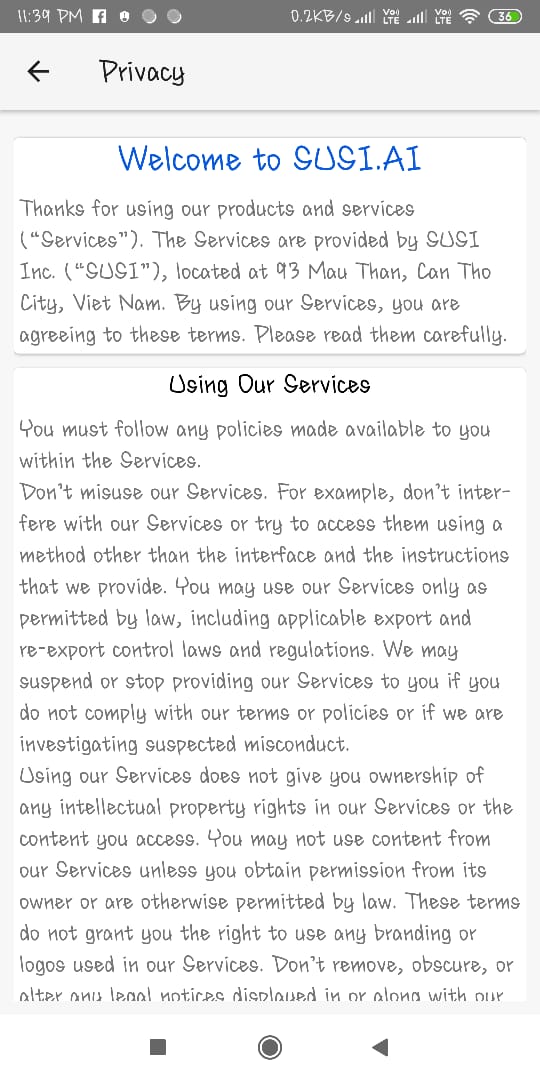 11:39 PM 0.2KB/s Vo) LTE Vo) LTE 36
Privacy
Welcome to SUSI.AI
Thanks for using our products and services
(“Services”). The Services are provided by SUSI
Inc. (“SUSI”), located at 93 Mau Than, Can Tho
City, Viet Nam. By using our Services, you are
agreeing to these terms. Please read them carefully.
Using Our Services
You must follow any policies made available to you
within the Services.
Don’t misuse our Services. For example, don’t inter-
fere with our Services or try to access them using a
method other than the interface and the instructions
that we provide. You may use our Services only as
permitted by law, including applicable export and
re-export control laws and regulations. We may
suspend or stop providing our Services to you if you
do not comply with our terms or policies or if we are
investigating suspected misconduct.
Using our Services does not give you ownership of
any intellectual property rights in our Services or the
content you access. You may not use content from
our Services unless you obtain permission from its
owner or are otherwise permitted by law. These terms
do not grant you the right to use any branding or
logos used in our Services. Don’t remove, obscure, or
alter any legal notices displayed in or along with our